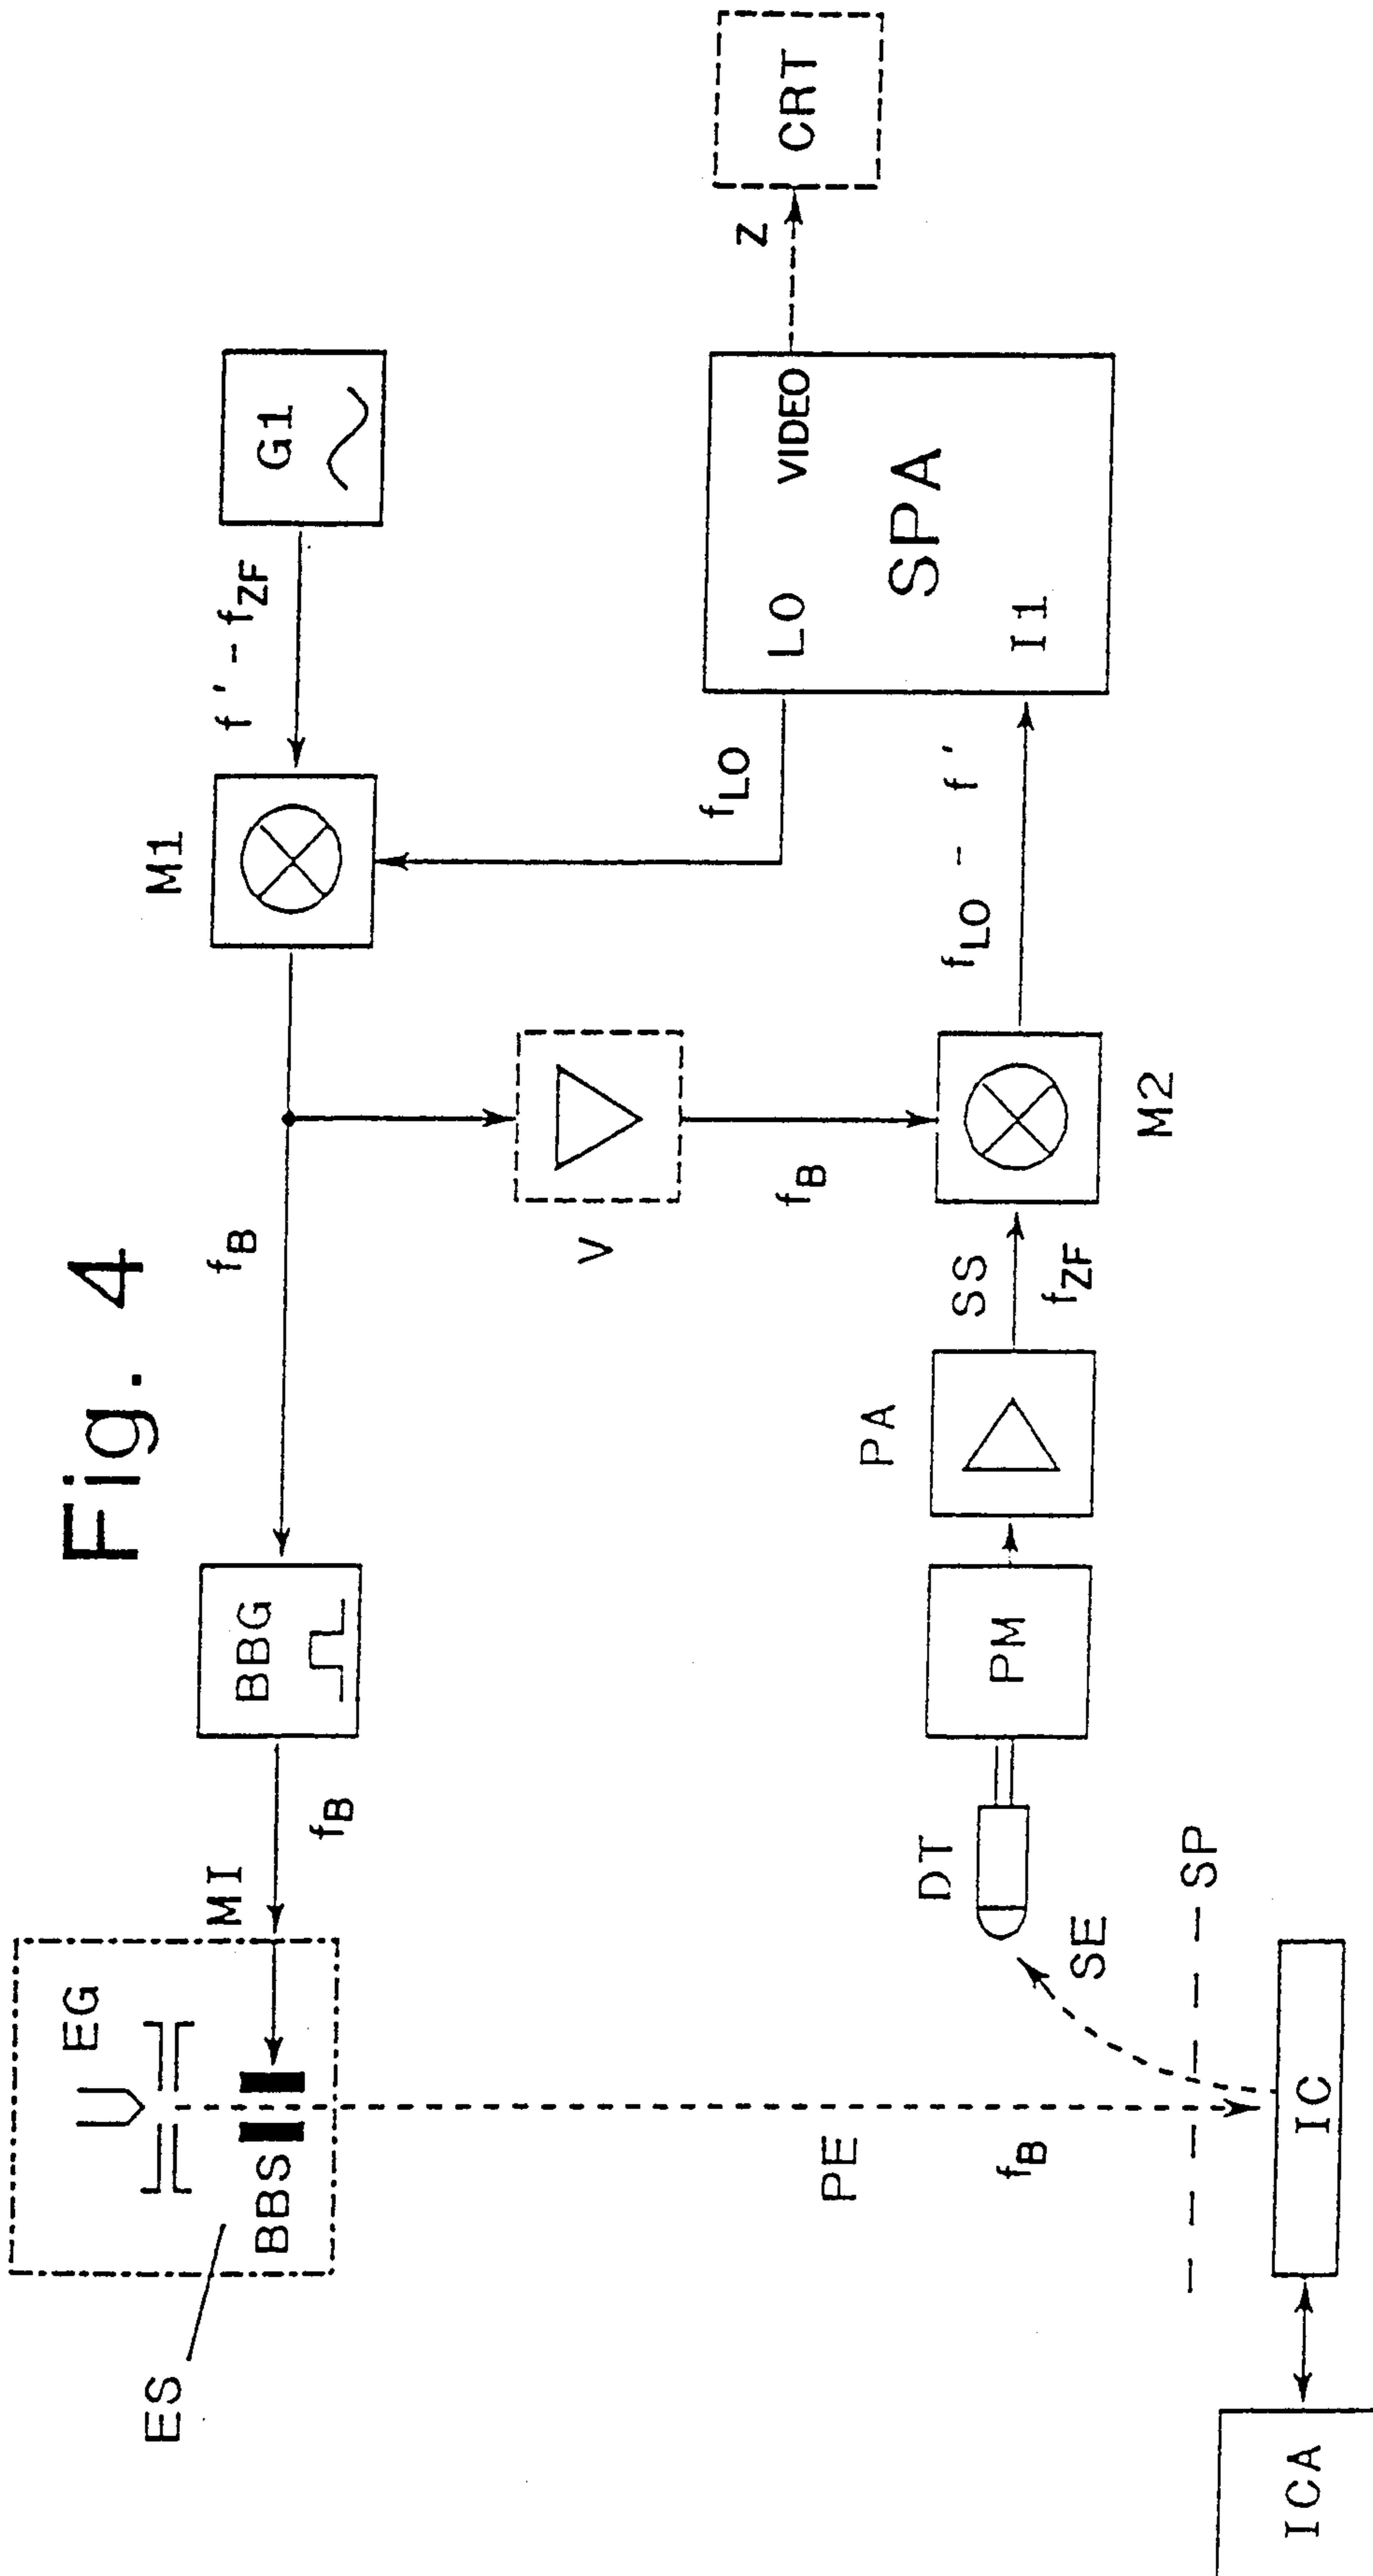 Fig. 4
ES
EG
BBS
MI
f_B
BBG
f_B
M1
f' - f_ZF
G1
V
f_B
f_LO
PE
f_B
SE
DT
PM
PA
SS
f_ZF
M2
f_LO - f'
LO
VIDEO
SPA
I1
Z
CRT
SP
IC
ICA